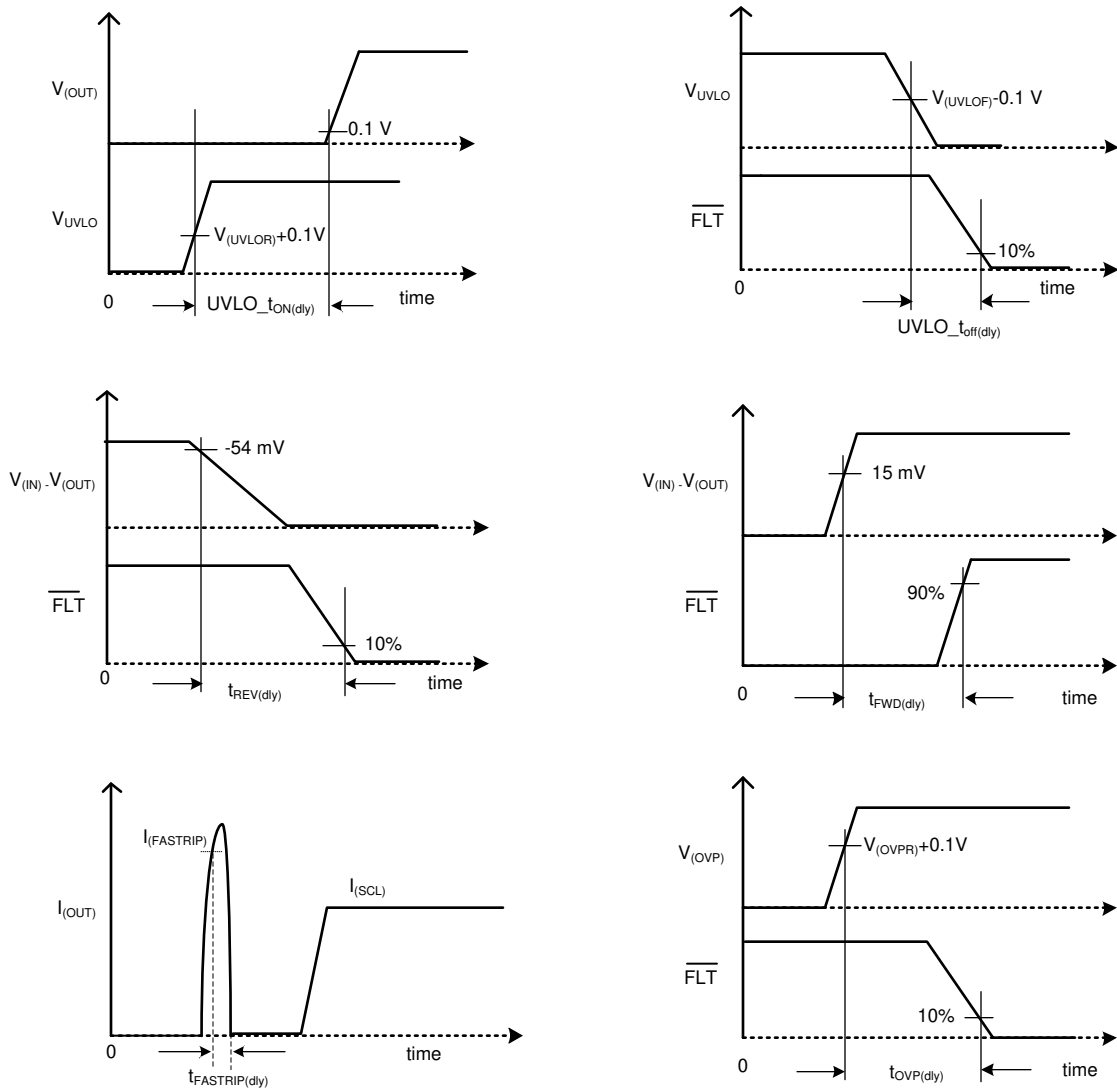 V(OUT)
0.1 V
VUVLO
V(UVLOR)+0.1V
0
UVLO_tON(dly)
time
VUVLO
V(UVLOF)-0.1 V
FLT
10%
0
time
UVLO_toff(dly)
-54 mV
V(IN) -V(OUT)
FLT
10%
0
tREV(dly)
time
15 mV
V(IN) -V(OUT)
90%
FLT
0
tFWD(dly)
time
I(FASTRIP)
I(SCL)
I(OUT)
0
time
tFASTRIP(dly)
V(OVPR)+0.1V
V(OVP)
FLT
10%
0
tOVP(dly)
time